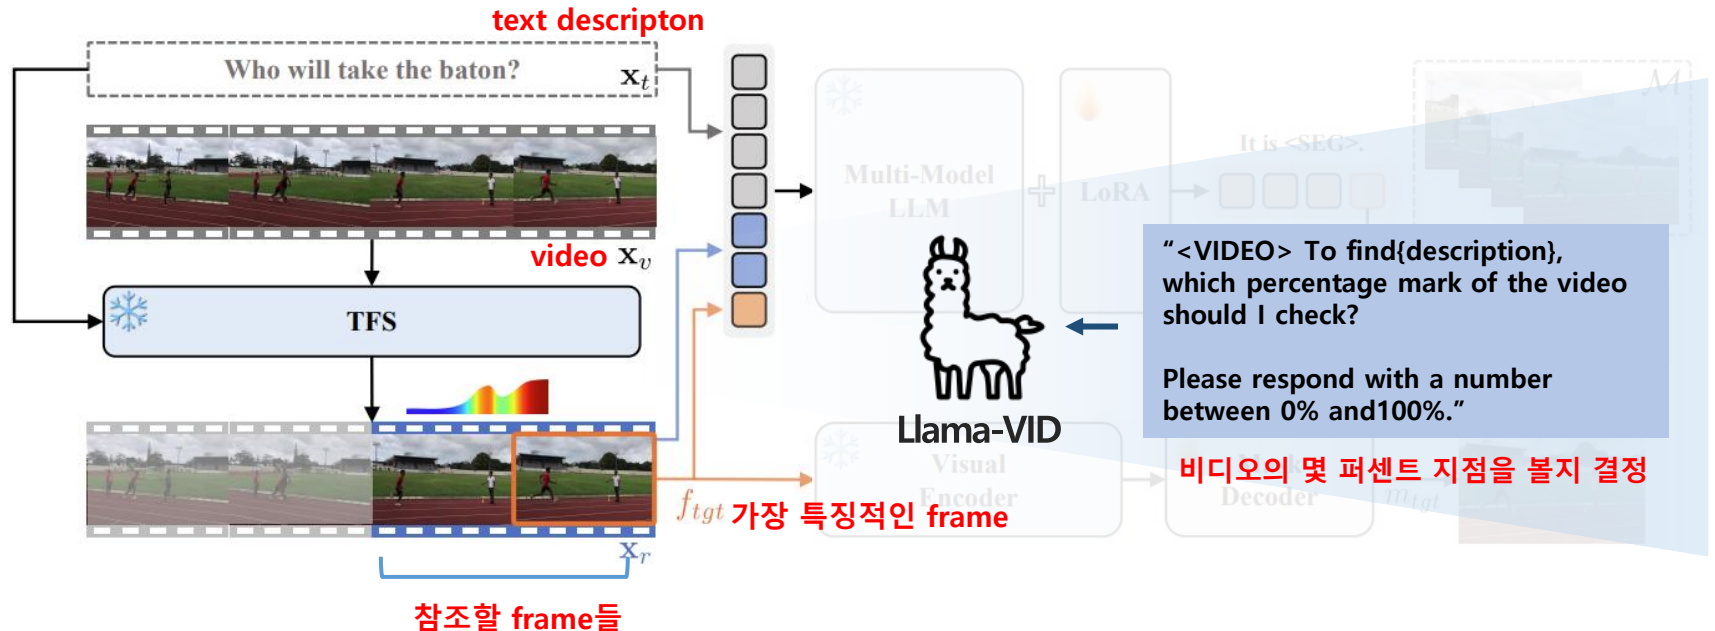 text descripton
Who will take the baton?
x_t
video x_v
TFS
f_tgt 가장 특징적인 frame
x_r
참조할 frame들
Multi-Model
LLM
LoRA
It is <SEG>.
M
Llama-VID
Visual
Encoder
Decoder
m_tgt
“<VIDEO> To find{description},
which percentage mark of the video
should I check?
Please respond with a number
between 0% and100%.”
비디오의 몇 퍼센트 지점을 볼지 결정